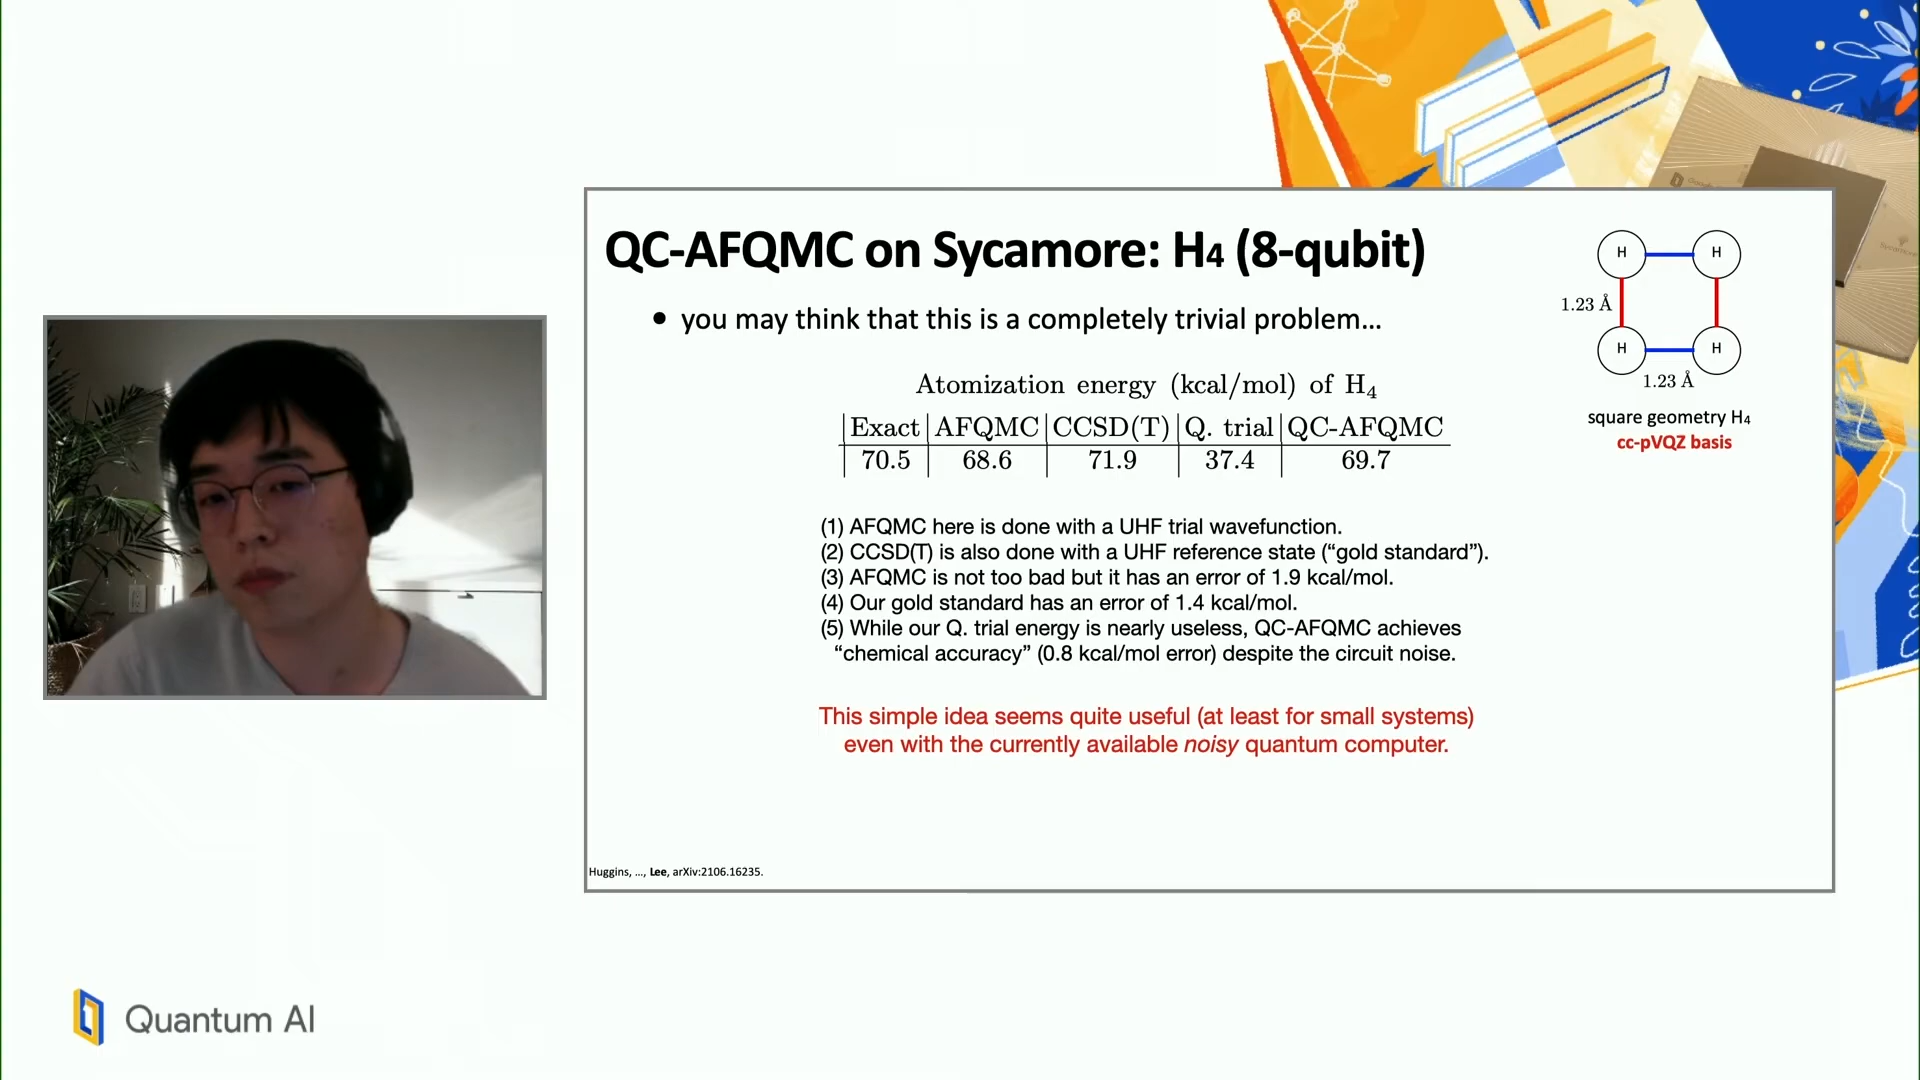 QC-AFQMC on Sycamore: H4 (8-qubit)
• you may think that this is a completely trivial problem...
Atomization energy (kcal/mol) of H4
Exact AFQMC CCSD(T) Q. trial QC-AFQMC
70.5 68.6 71.9 37.4 69.7
(1) AFQMC here is done with a UHF trial wavefunction.
(2) CCSD(T) is also done with a UHF reference state (“gold standard”).
(3) AFQMC is not too bad but it has an error of 1.9 kcal/mol.
(4) Our gold standard has an error of 1.4 kcal/mol.
(5) While our Q. trial energy is nearly useless, QC-AFQMC achieves
“chemical accuracy” (0.8 kcal/mol error) despite the circuit noise.
This simple idea seems quite useful (at least for small systems)
even with the currently available noisy quantum computer.
H H
1.23 Å
H H
1.23 Å
square geometry H4
cc-pVQZ basis
Huggins, ..., Lee, arXiv:2106.16235.
Quantum AI